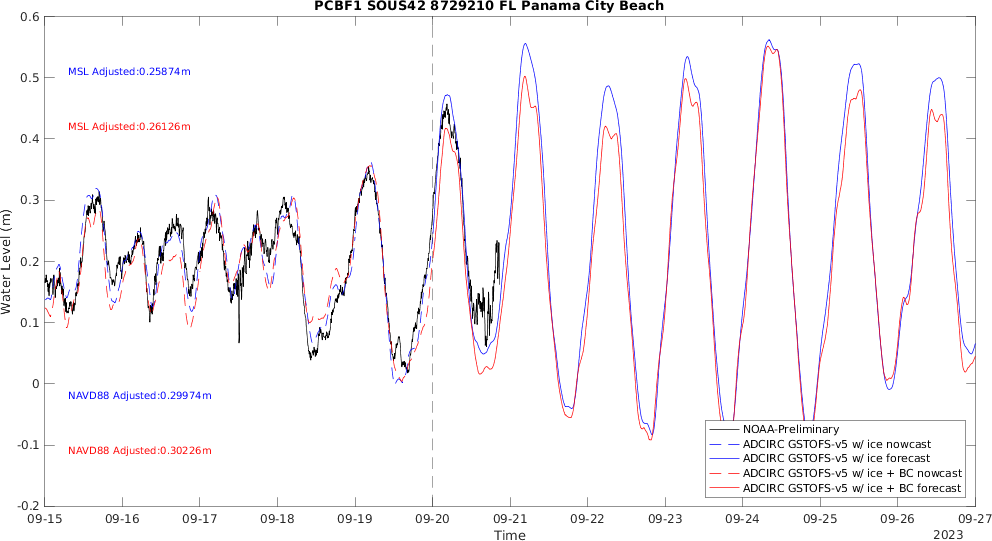 PCBF1 SOUS42 8729210 FL Panama City Beach
Water Level (m)
0.6
0.5
0.4
0.3
0.2
0.1
0
-0.1
-0.2
MSL Adjusted:0.25874m
MSL Adjusted:0.26126m
NAVD88 Adjusted:0.29974m
NAVD88 Adjusted:0.30226m
NOAA-Preliminary
ADCIRC GSTOFS-v5 w/ ice nowcast
ADCIRC GSTOFS-v5 w/ ice forecast
ADCIRC GSTOFS-v5 w/ ice + BC nowcast
ADCIRC GSTOFS-v5 w/ ice + BC forecast
09-15 09-16 09-17 09-18 09-19 09-20 09-21 09-22 09-23 09-24 09-25 09-26 09-27
Time
2023